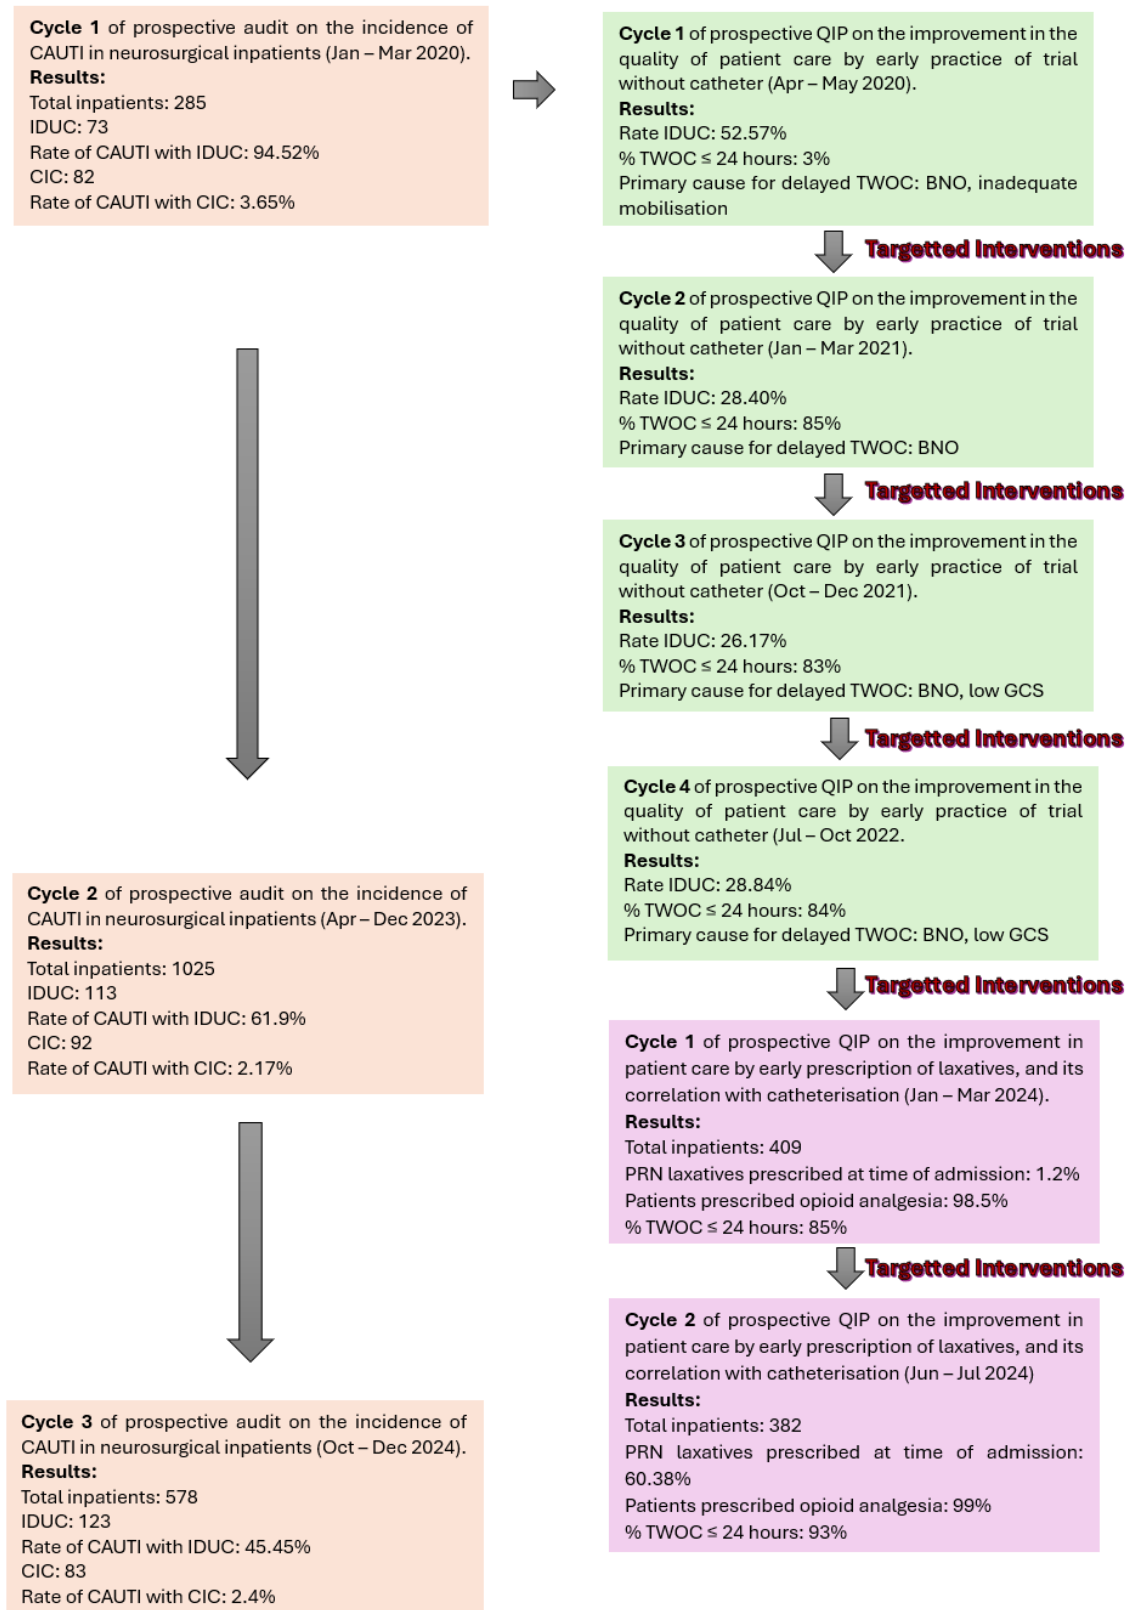 Cycle 1 of prospective audit on the incidence of
CAUTI in neurosurgical inpatients (Jan – Mar 2020).
Results:
Total inpatients: 285
IDUC: 73
Rate of CAUTI with IDUC: 94.52%
CIC: 82
Rate of CAUTI with CIC: 3.65%
Cycle 1 of prospective QIP on the improvement in the
quality of patient care by early practice of trial
without catheter (Apr – May 2020).
Results:
Rate IDUC: 52.57%
% TWOC ≤ 24 hours: 3%
Primary cause for delayed TWOC: BNO, inadequate
mobilisation
Targetted Interventions
Cycle 2 of prospective QIP on the improvement in the
quality of patient care by early practice of trial
without catheter (Jan – Mar 2021).
Results:
Rate IDUC: 28.40%
% TWOC ≤ 24 hours: 85%
Primary cause for delayed TWOC: BNO
Targetted Interventions
Cycle 3 of prospective QIP on the improvement in the
quality of patient care by early practice of trial
without catheter (Oct – Dec 2021).
Results:
Rate IDUC: 26.17%
% TWOC ≤ 24 hours: 83%
Primary cause for delayed TWOC: BNO, low GCS
Targetted Interventions
Cycle 4 of prospective QIP on the improvement in the
quality of patient care by early practice of trial
without catheter (Jul – Oct 2022.
Results:
Rate IDUC: 28.84%
% TWOC ≤ 24 hours: 84%
Primary cause for delayed TWOC: BNO, low GCS
Cycle 2 of prospective audit on the incidence of
CAUTI in neurosurgical inpatients (Apr – Dec 2023).
Results:
Total inpatients: 1025
IDUC: 113
Rate of CAUTI with IDUC: 61.9%
CIC: 92
Rate of CAUTI with CIC: 2.17%
Targetted Interventions
Cycle 1 of prospective QIP on the improvement in
patient care by early prescription of laxatives, and its
correlation with catheterisation (Jan – Mar 2024).
Results:
Total inpatients: 409
PRN laxatives prescribed at time of admission: 1.2%
Patients prescribed opioid analgesia: 98.5%
% TWOC ≤ 24 hours: 85%
Targetted Interventions
Cycle 2 of prospective QIP on the improvement in
patient care by early prescription of laxatives, and its
correlation with catheterisation (Jun – Jul 2024)
Results:
Total inpatients: 382
PRN laxatives prescribed at time of admission:
60.38%
Patients prescribed opioid analgesia: 99%
% TWOC ≤ 24 hours: 93%
Cycle 3 of prospective audit on the incidence of
CAUTI in neurosurgical inpatients (Oct – Dec 2024).
Results:
Total inpatients: 578
IDUC: 123
Rate of CAUTI with IDUC: 45.45%
CIC: 83
Rate of CAUTI with CIC: 2.4%